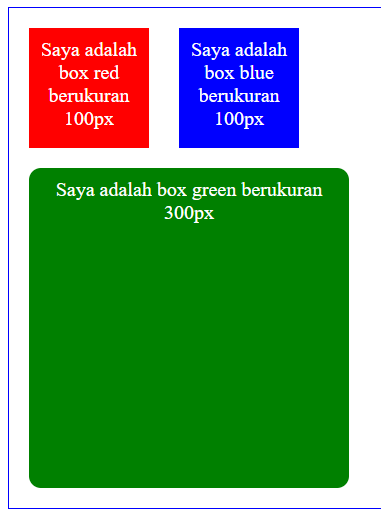 Saya adalah
box red
berukuran
100px
Saya adalah
box blue
berukuran
100px
Saya adalah box green berukuran
300px